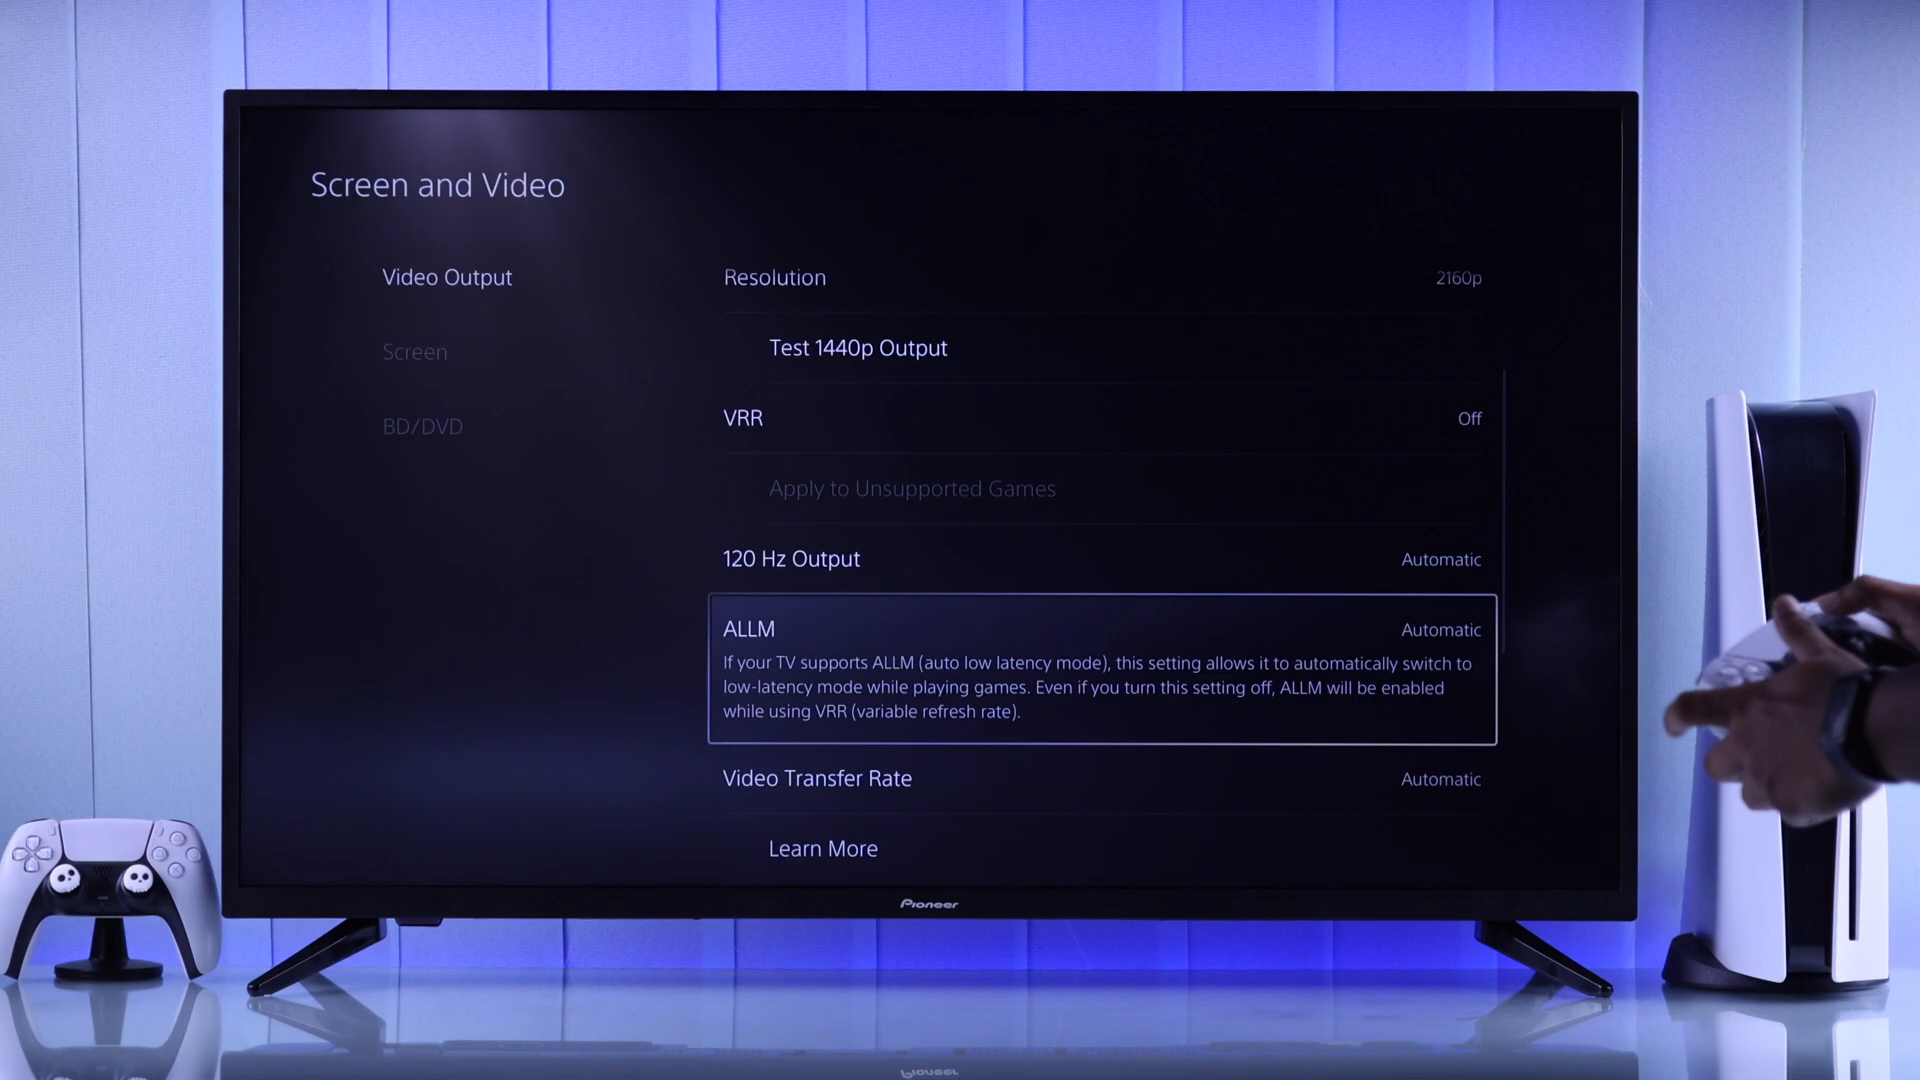 Screen and Video
Video Output
Screen
BD/DVD
Resolution 2160p
Test 1440p Output
VRR Off
Apply to Unsupported Games
120 Hz Output Automatic
ALLM Automatic
If your TV supports ALLM (auto low latency mode), this setting allows it to automatically switch to
low-latency mode while playing games. Even if you turn this setting off, ALLM will be enabled
while using VRR (variable refresh rate).
Video Transfer Rate Automatic
Learn More
Pioneer